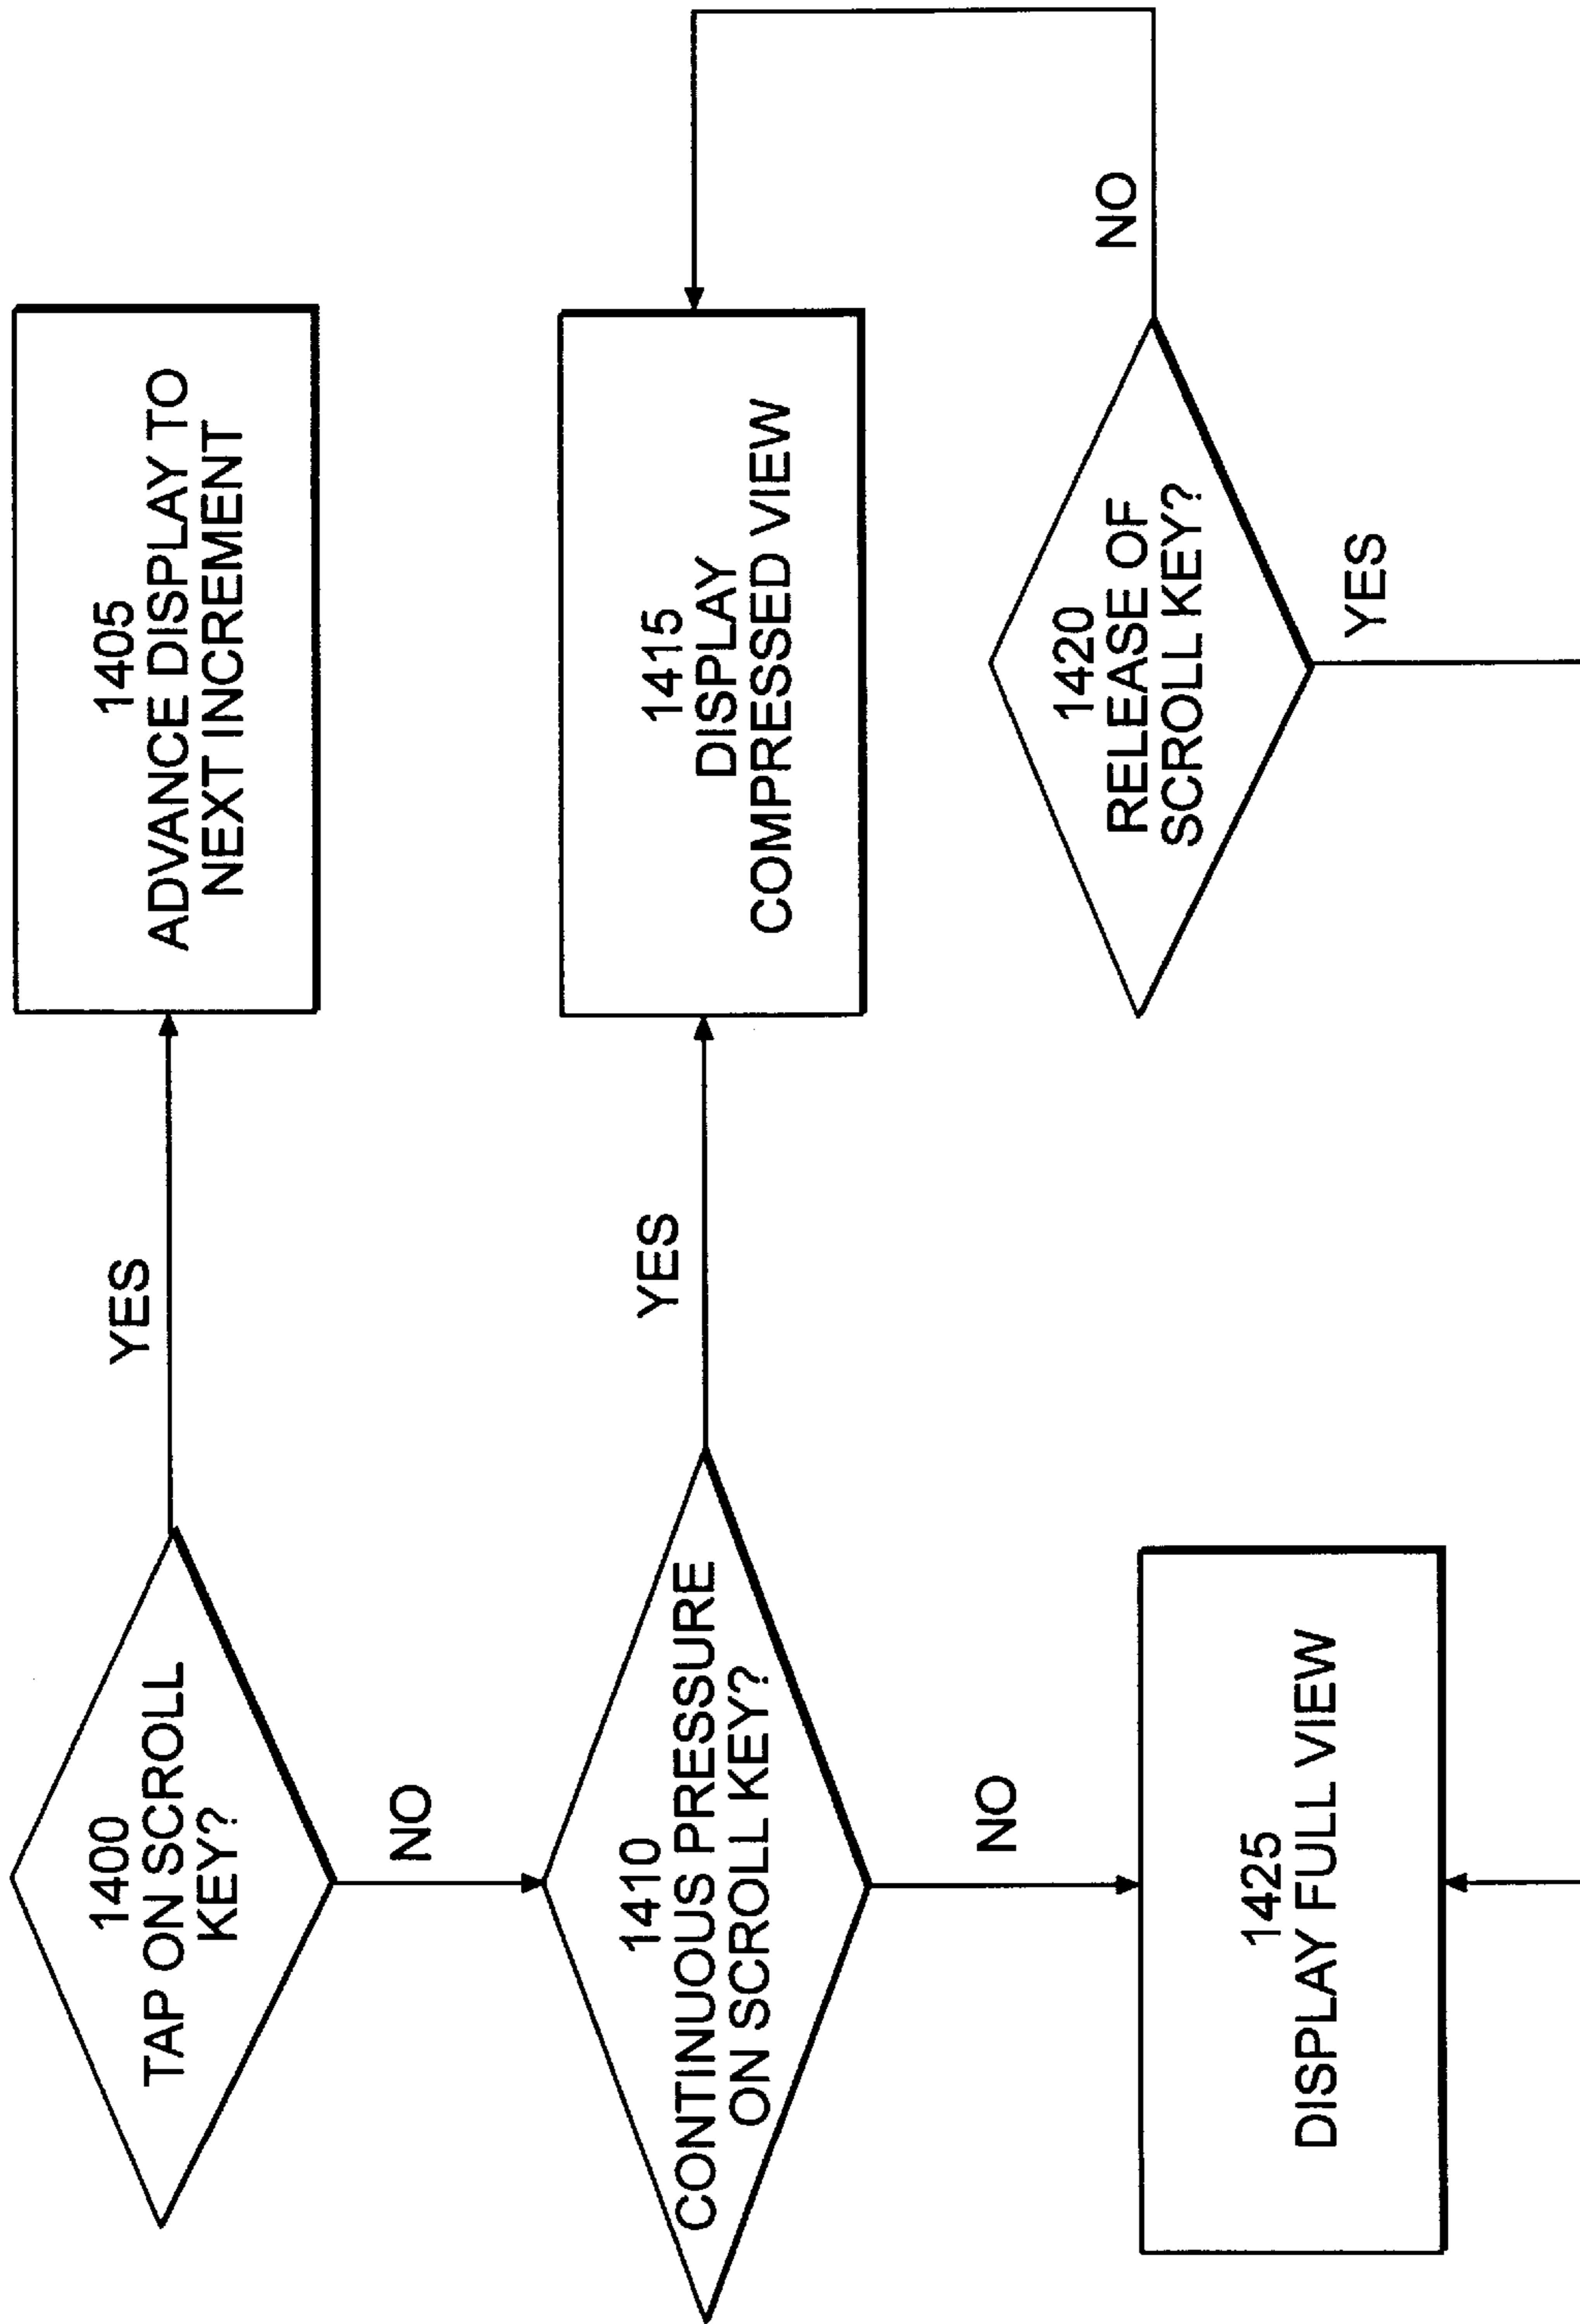 1400
TAP ON SCROLL
KEY?
YES
1405
ADVANCE DISPLAY TO
NEXT INCREMENT
NO
1410
CONTINUOUS PRESSURE
ON SCROLL KEY?
YES
1415
DISPLAY
COMPRESSED VIEW
NO
1425
DISPLAY FULL VIEW
1420
RELEASE OF
SCROLL KEY?
NO
YES